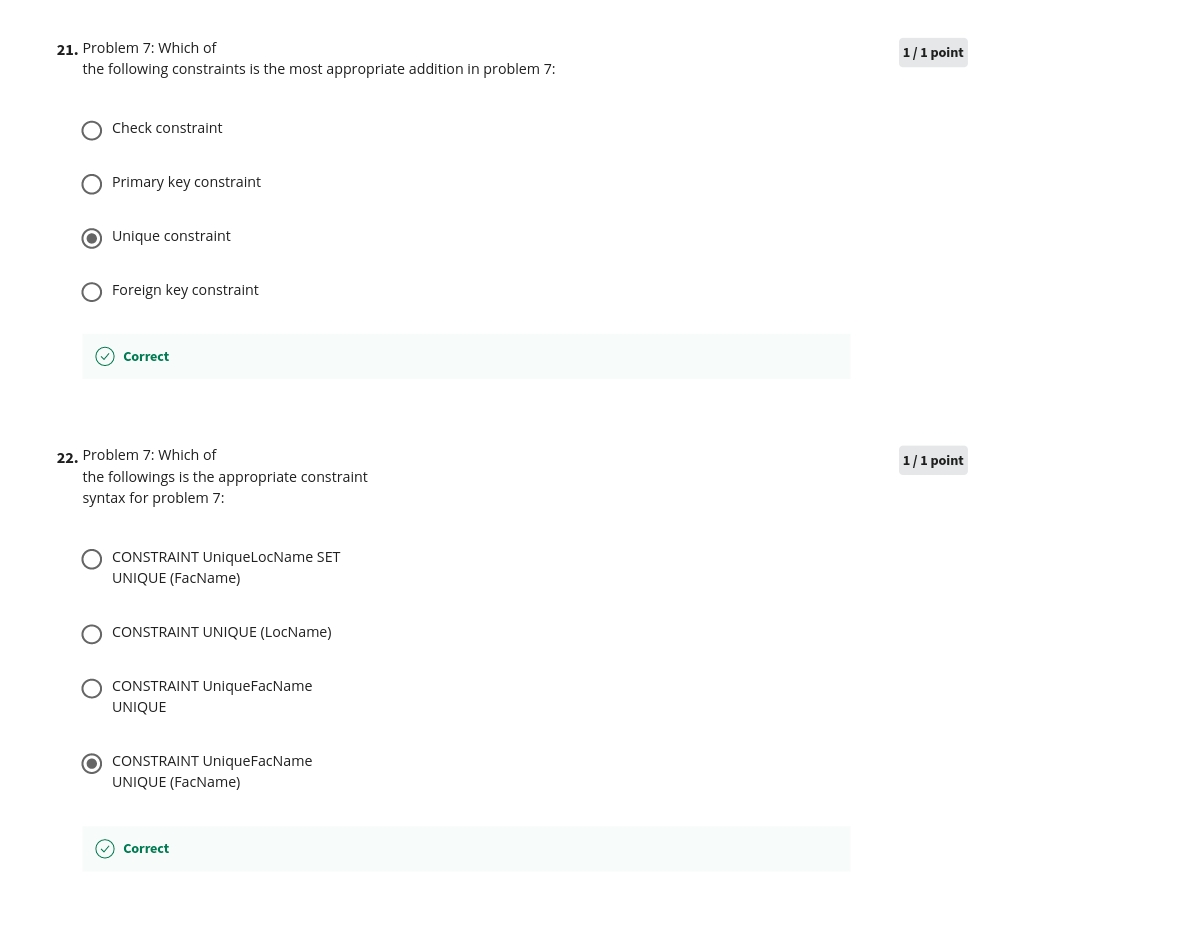 21. Problem 7: Which of
the following constraints is the most appropriate addition in problem 7:
1 / 1 point
Check constraint
Primary key constraint
Unique constraint
Foreign key constraint
Correct
22. Problem 7: Which of
the followings is the appropriate constraint
syntax for problem 7:
1 / 1 point
CONSTRAINT UniqueLocName SET
UNIQUE (FacName)
CONSTRAINT UNIQUE (LocName)
CONSTRAINT UniqueFacName
UNIQUE
CONSTRAINT UniqueFacName
UNIQUE (FacName)
Correct